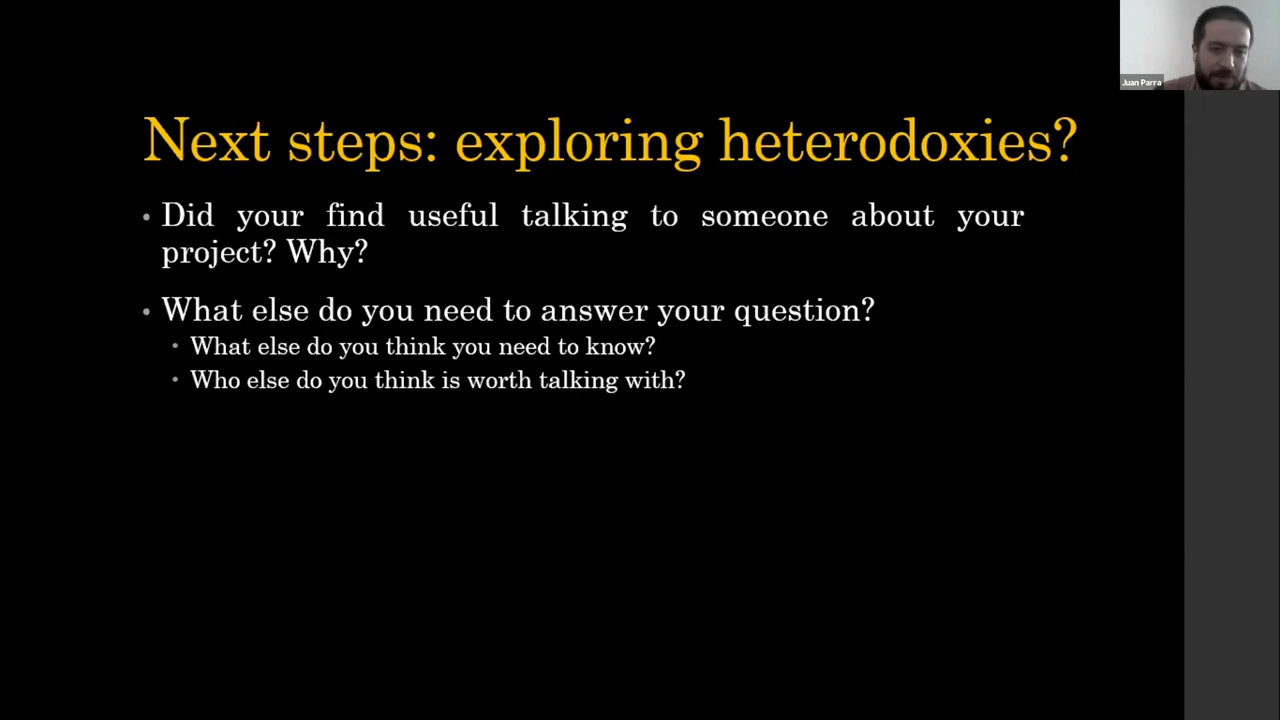 Juan Parra
Next steps: exploring heterodoxies?
• Did your find useful talking to someone about your
project? Why?
• What else do you need to answer your question?
• What else do you think you need to know?
• Who else do you think is worth talking with?